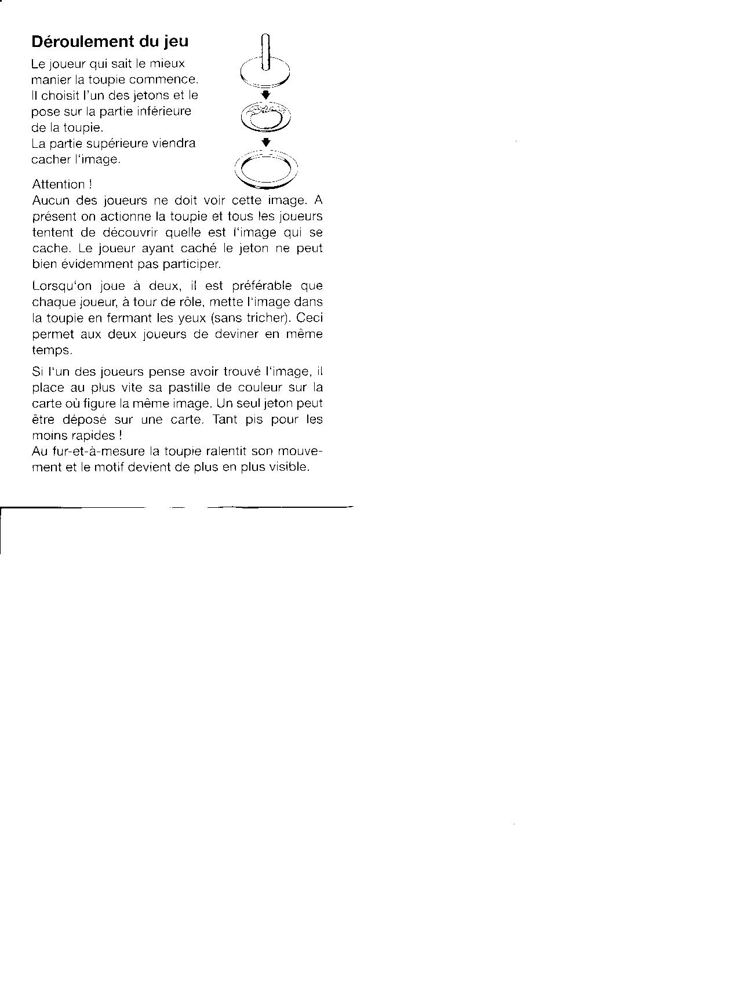 Déroulement du jeu
Le joueur qui sait le mieux
manier la toupie commence.
Il choisit l'un des jetons et le
pose sur la partie inférieure
de la toupie.
La partie supérieure viendra
cacher l'image.
Attention !
Aucun des joueurs ne doit voir cette image. A
présent on actionne la toupie et tous les joueurs
tentent de découvrir quelle est l'image qui se
cache. Le joueur ayant caché le jeton ne peut
bien évidemment pas participer.
Lorsqu'on joue à deux, il est préférable que
chaque joueur, à tour de rôle, mette l'image dans
la toupie en fermant les yeux (sans tricher). Ceci
permet aux deux joueurs de deviner en même
temps.
Si l'un des joueurs pense avoir trouvé l'image, il
place au plus vite sa pastille de couleur sur la
carte où figure la même image. Un seul jeton peut
être déposé sur une carte. Tant pis pour les
moins rapides !
Au fur-et-à-mesure la toupie ralentit son mouve-
ment et le motif devient de plus en plus visible.